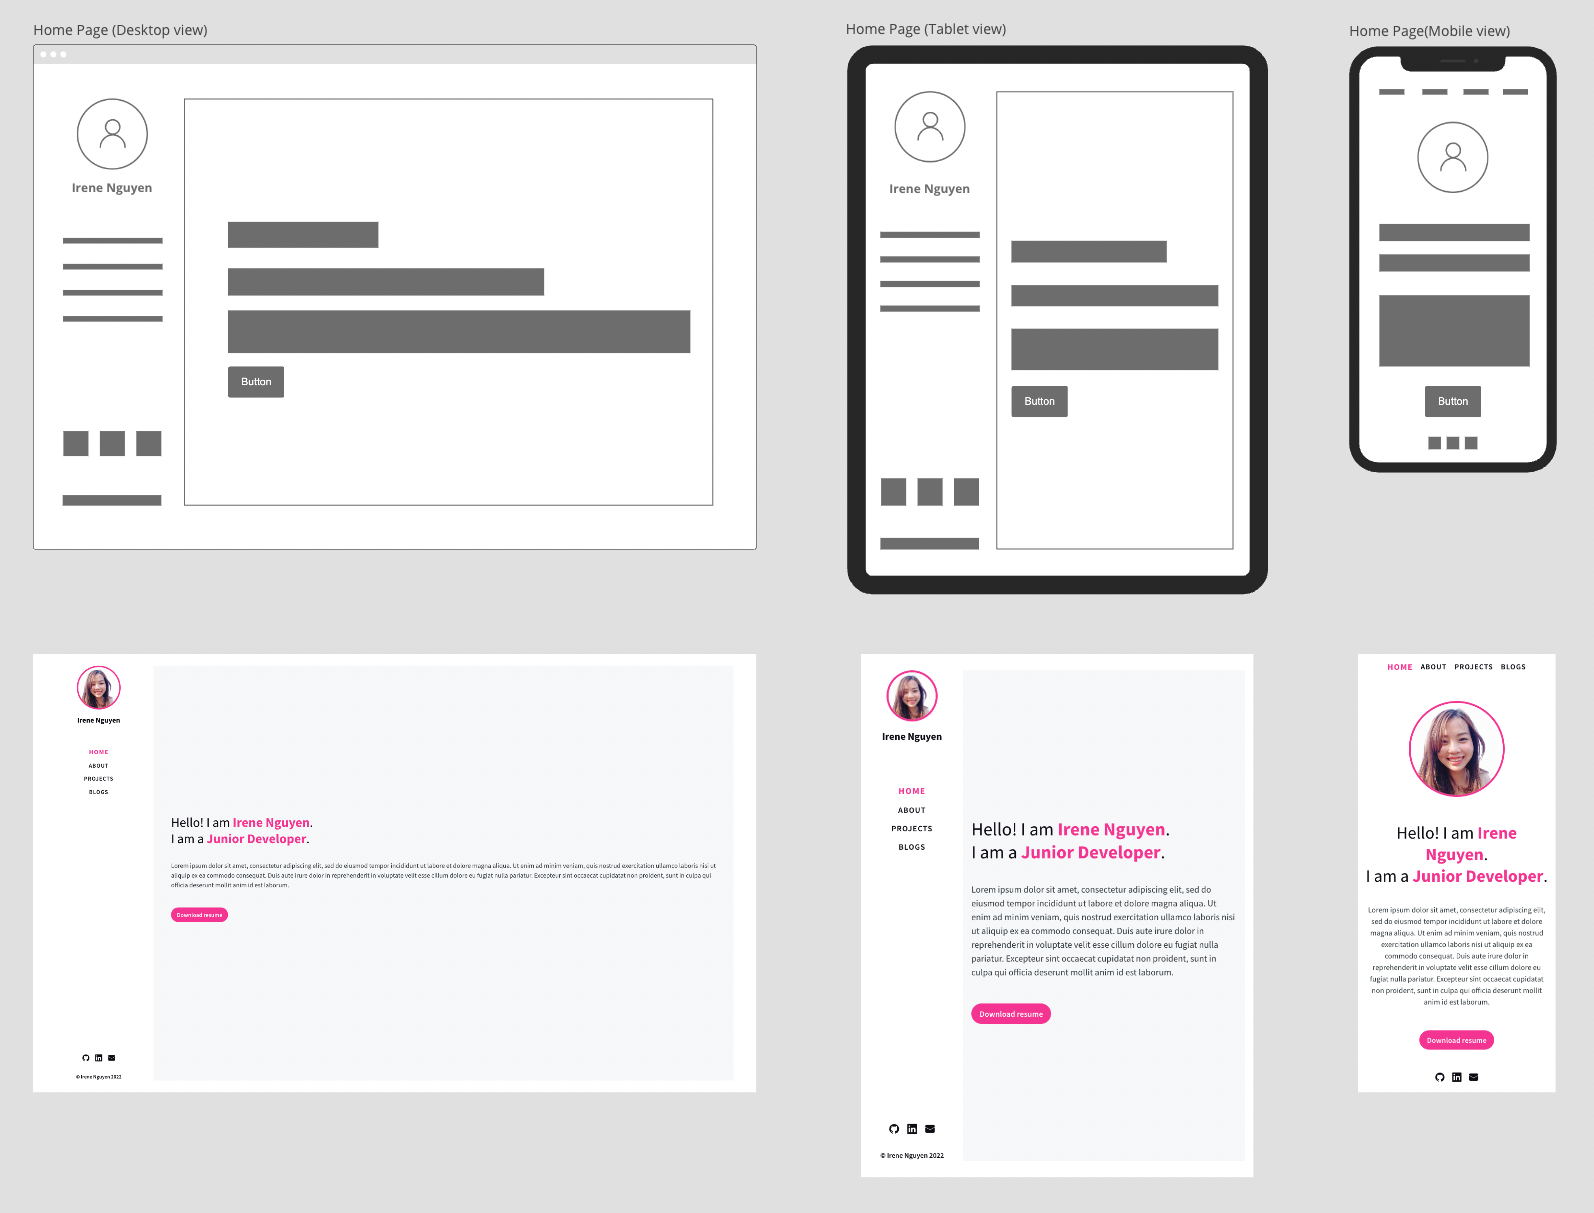 Home Page (Desktop view)
Irene Nguyen
Button
Home Page (Tablet view)
Irene Nguyen
Button
Home Page(Mobile view)
Button
Irene Nguyen
HOME
ABOUT
PROJECTS
BLOGS
Hello! I am Irene Nguyen.
I am a Junior Developer.
Lorem ipsum dolor sit amet, consectetur adipiscing elit, sed do eiusmod tempor incididunt ut labore et dolore magna aliqua. Ut enim ad minim veniam, quis nostrud exercitation ullamco laboris nisi ut
aliquip ex ea commodo consequat. Duis aute irure dolor in reprehenderit in voluptate velit esse cillum dolore eu fugiat nulla pariatur. Excepteur sint occaecat cupidatat non proident, sunt in culpa qui
officia deserunt mollit anim id est laborum.
Download resume
© Irene Nguyen 2022
Irene Nguyen
HOME
ABOUT
PROJECTS
BLOGS
Hello! I am Irene Nguyen.
I am a Junior Developer.
Lorem ipsum dolor sit amet, consectetur adipiscing elit, sed do
eiusmod tempor incididunt ut labore et dolore magna aliqua. Ut
enim ad minim veniam, quis nostrud exercitation ullamco laboris nisi
ut aliquip ex ea commodo consequat. Duis aute irure dolor in
reprehenderit in voluptate velit esse cillum dolore eu fugiat nulla
pariatur. Excepteur sint occaecat cupidatat non proident, sunt in
culpa qui officia deserunt mollit anim id est laborum.
Download resume
© Irene Nguyen 2022
HOME ABOUT PROJECTS BLOGS
Hello! I am Irene
Nguyen.
I am a Junior Developer.
Lorem ipsum dolor sit amet, consectetur adipiscing elit,
sed do eiusmod tempor incididunt ut labore et dolore
magna aliqua. Ut enim ad minim veniam, quis nostrud
exercitation ullamco laboris nisi ut aliquip ex ea
commodo consequat. Duis aute irure dolor in
reprehenderit in voluptate velit esse cillum dolore eu
fugiat nulla pariatur. Excepteur sint occaecat cupidatat
non proident, sunt in culpa qui officia deserunt mollit
anim id est laborum.
Download resume